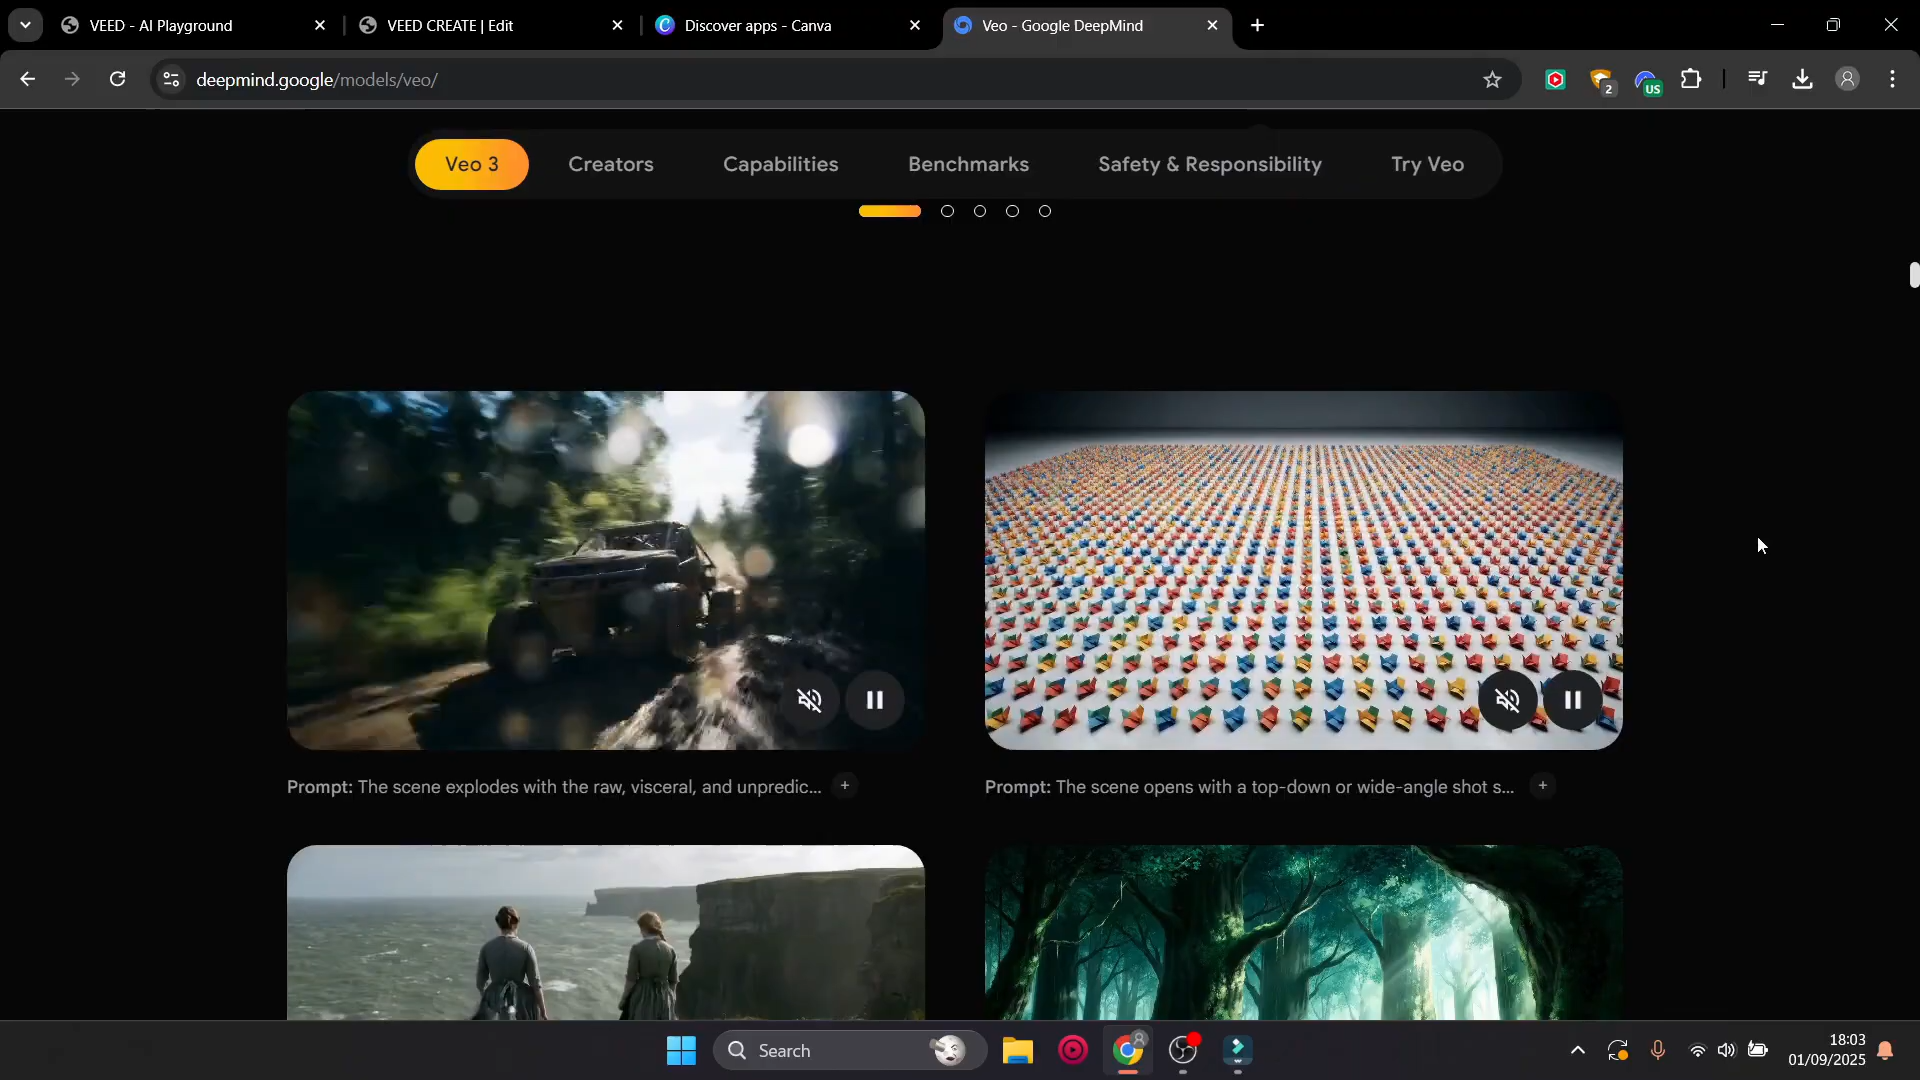 VEED - AI Playground
VEED CREATE | Edit
Discover apps - Canva
Veo - Google DeepMind
deepmind.google/models/veo/
2
US
Veo 3
Creators
Capabilities
Benchmarks
Safety & Responsibility
Try Veo
Prompt: The scene explodes with the raw, visceral, and unpredic...
Prompt: The scene opens with a top-down or wide-angle shot s...
Search
18:03
01/09/2025